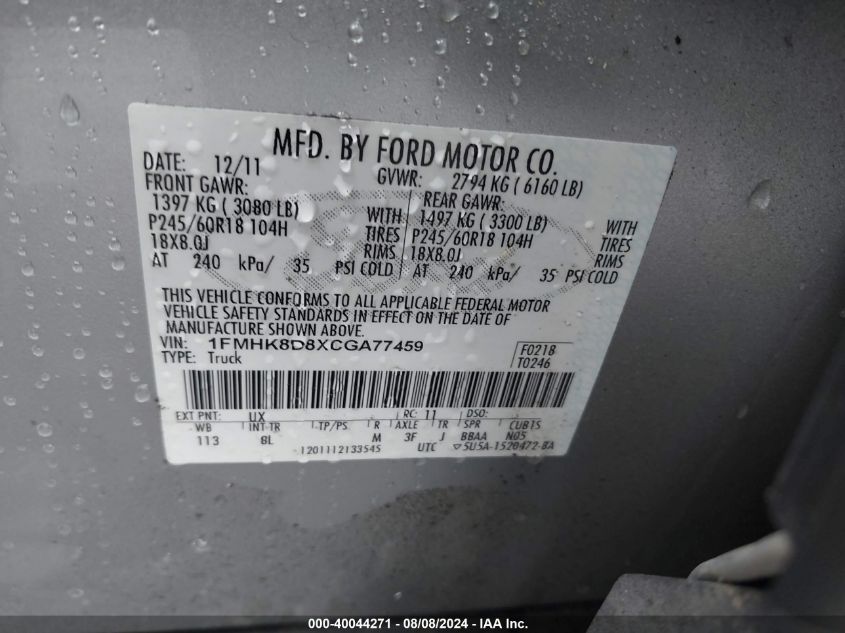 MFD. BY FORD MOTOR CO.
DATE: 12/11 GVWR: 2794 KG ( 6160 LB)
FRONT GAWR: REAR GAWR:
1397 KG ( 3080 LB) WITH 1497 KG ( 3300 LB) WITH
P245/60R18 104H TIRES P245/60R18 104H TIRES
18X8.0J RIMS 18X8.0J RIMS
AT 240 kPa/ 35 PSI COLD AT 240 kPa/ 35 PSI COLD
THIS VEHICLE CONFORMS TO ALL APPLICABLE FEDERAL MOTOR
VEHICLE SAFETY STANDARDS IN EFFECT ON THE DATE OF
MANUFACTURE SHOWN ABOVE.
VIN: 1FMHK8D8XCGA77459 F0218
TYPE: Truck T0246
EXT PNT: UX RC: 11 DSO:
WB INT TR TP/PS R AXLE TR SPR CUBTS
113 8L M 3F J BBAA N05
1201112133545 UTC ▽5U5A-1520472-BA
000-40044271 - 08/08/2024 - IAA Inc.